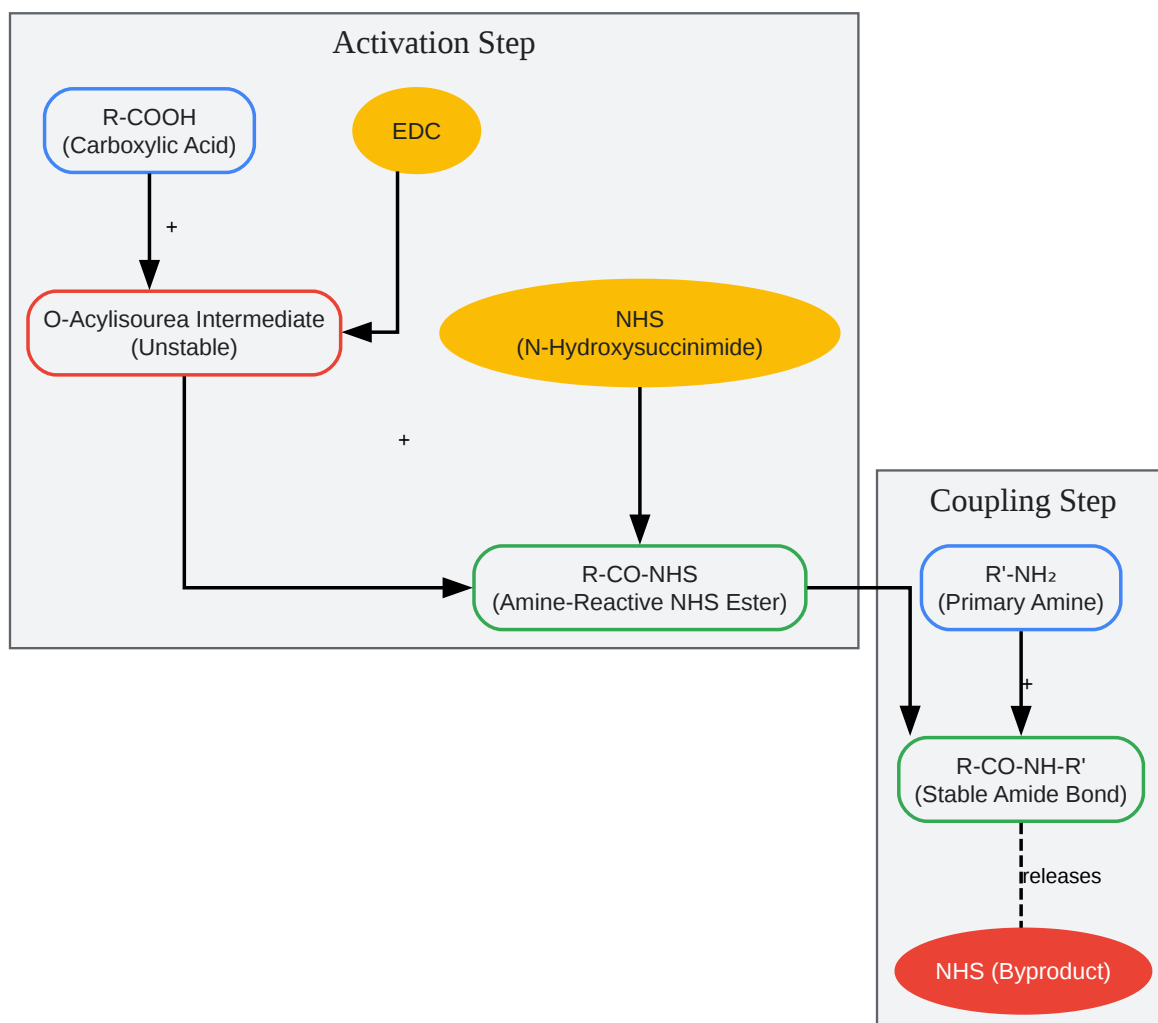 Activation Step
R-COOH
(Carboxylic Acid)
EDC
+
O-Acylisourea Intermediate
(Unstable)
NHS
(N-Hydroxysuccinimide)
+
R-CO-NHS
(Amine-Reactive NHS Ester)
Coupling Step
R'-NH₂
(Primary Amine)
+
R-CO-NH-R'
(Stable Amide Bond)
releases
NHS (Byproduct)